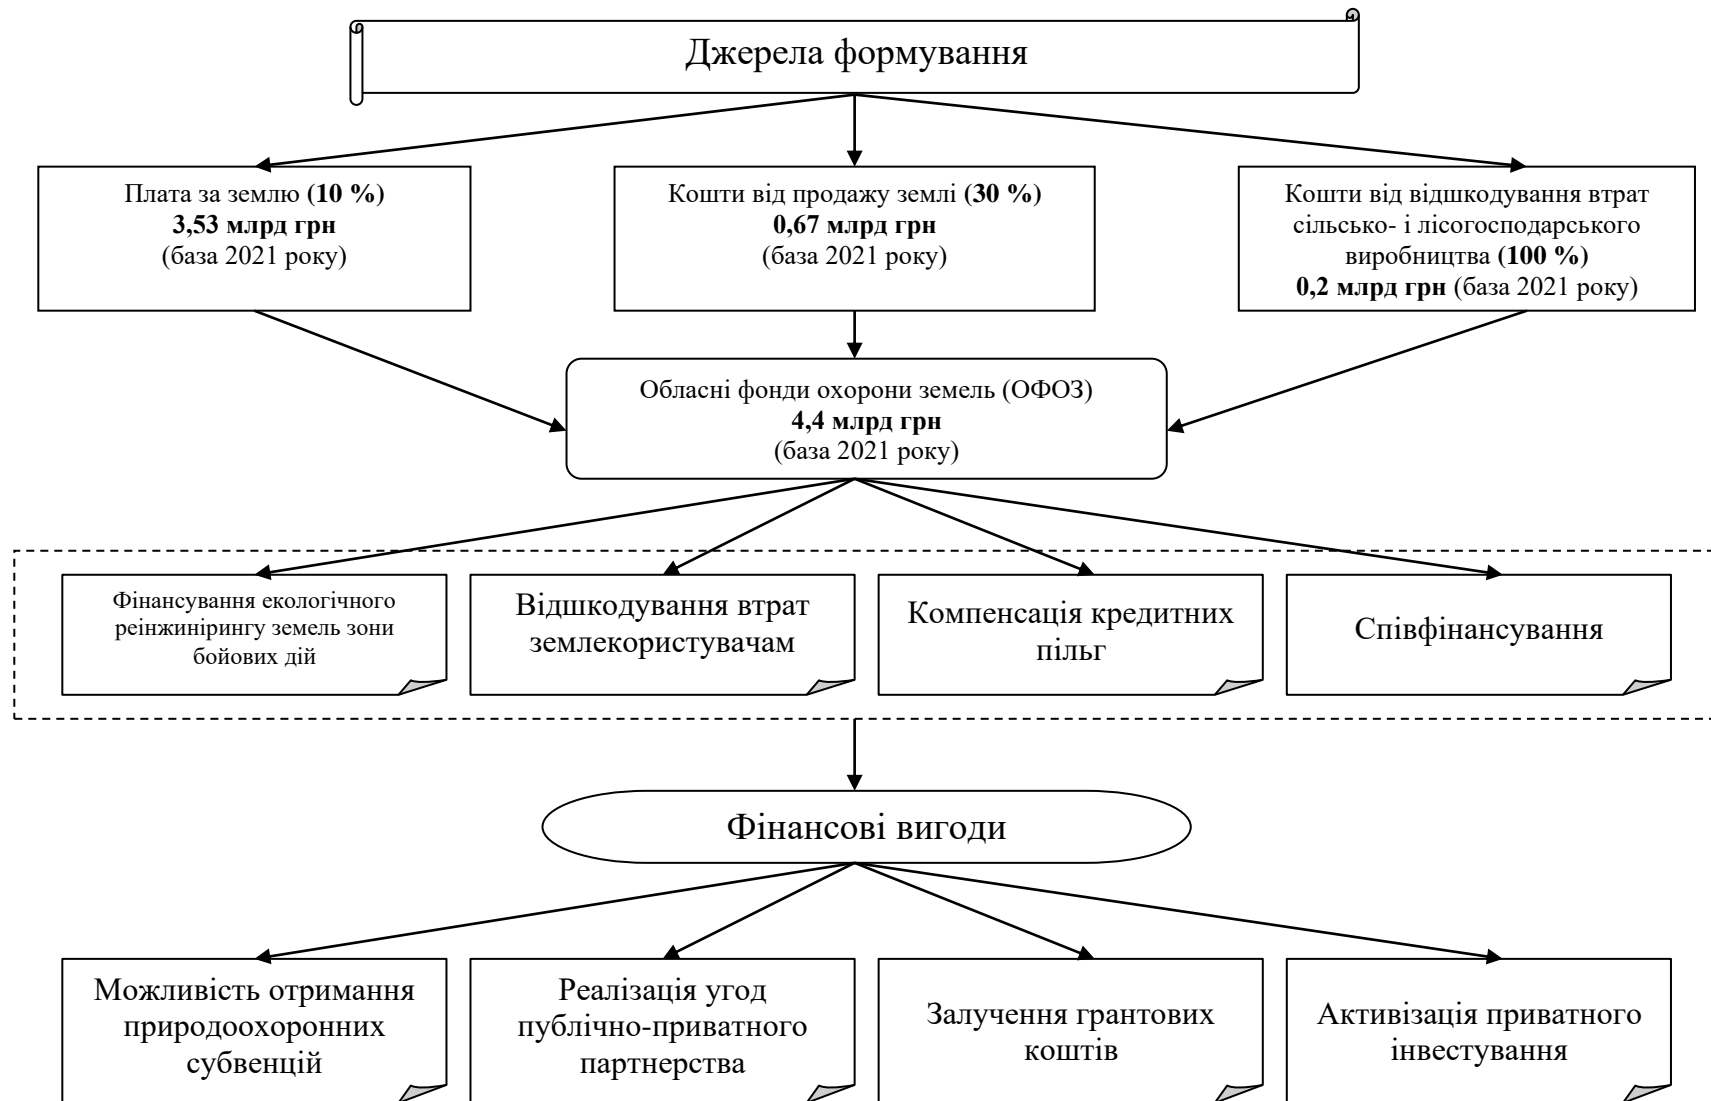 Джерела формування
Плата за землю (10 %)
3,53 млрд грн
(база 2021 року)
Кошти від продажу землі (30 %)
0,67 млрд грн
(база 2021 року)
Кошти від відшкодування втрат
сільсько- і лісогосподарського
виробництва (100 %)
0,2 млрд грн (база 2021 року)
Обласні фонди охорони земель (ОФОЗ)
4,4 млрд грн
(база 2021 року)
Фінансування екологічного
реінжинірингу земель зони
бойових дій
Відшкодування втрат
землекористувачам
Компенсація кредитних
пільг
Співфінансування
Фінансові вигоди
Можливість отримання
природоохоронних
субвенцій
Реалізація угод
публічно-приватного
партнерства
Залучення грантових
коштів
Активізація приватного
інвестування